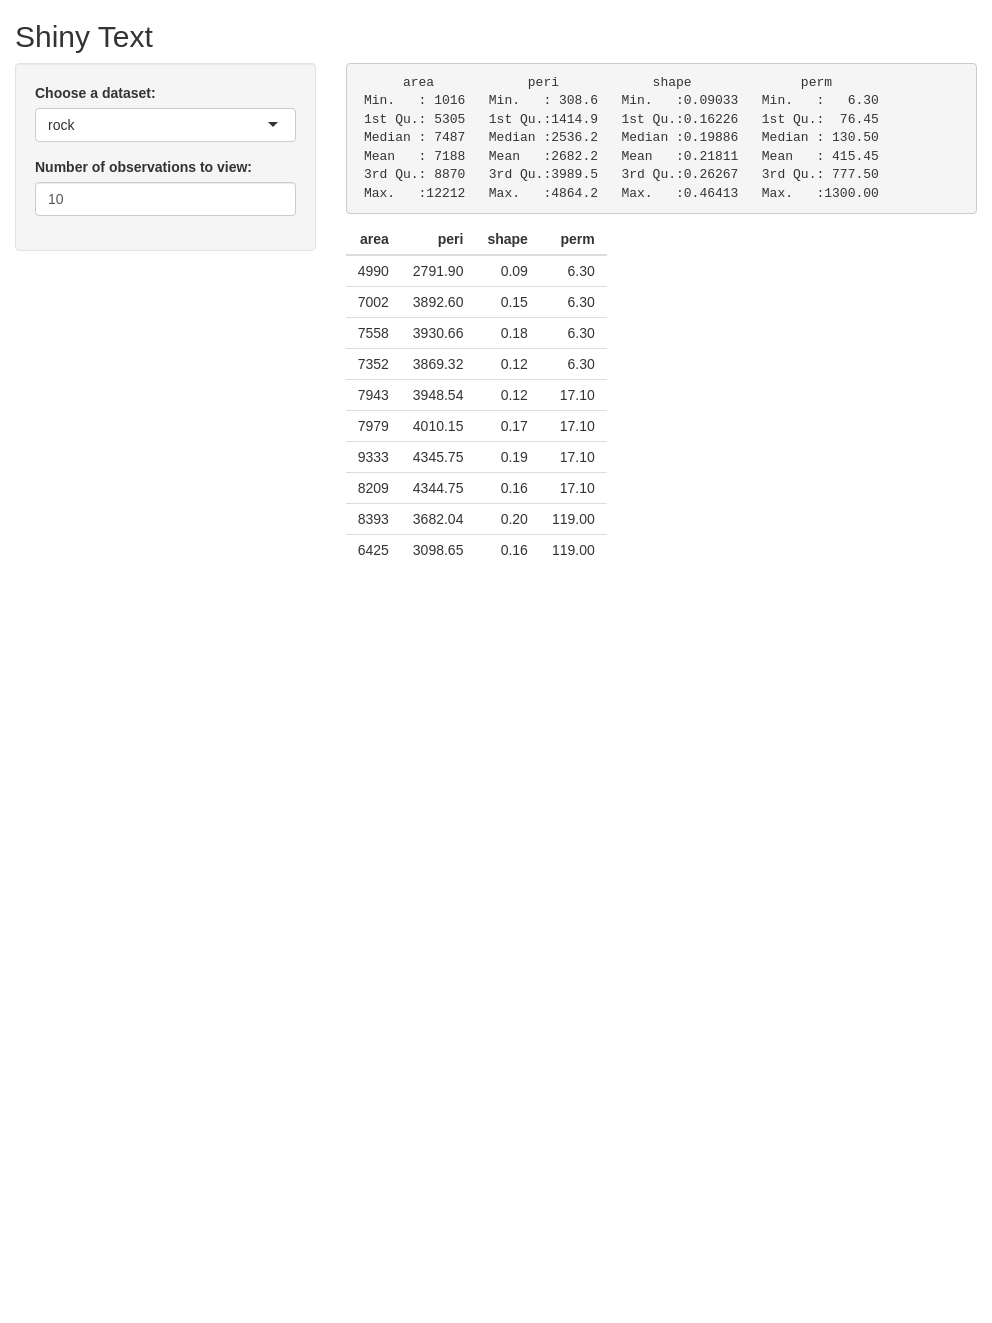 Shiny Text
Choose a dataset:
rock
Number of observations to view:
10
     area            peri            shape              perm
Min.   : 1016   Min.   : 308.6   Min.   :0.09033   Min.   :   6.30
1st Qu.: 5305   1st Qu.:1414.9   1st Qu.:0.16226   1st Qu.:  76.45
Median : 7487   Median :2536.2   Median :0.19886   Median : 130.50
Mean   : 7188   Mean   :2682.2   Mean   :0.21811   Mean   : 415.45
3rd Qu.: 8870   3rd Qu.:3989.5   3rd Qu.:0.26267   3rd Qu.: 777.50
Max.   :12212   Max.   :4864.2   Max.   :0.46413   Max.   :1300.00
area peri shape perm
4990 2791.90 0.09 6.30
7002 3892.60 0.15 6.30
7558 3930.66 0.18 6.30
7352 3869.32 0.12 6.30
7943 3948.54 0.12 17.10
7979 4010.15 0.17 17.10
9333 4345.75 0.19 17.10
8209 4344.75 0.16 17.10
8393 3682.04 0.20 119.00
6425 3098.65 0.16 119.00